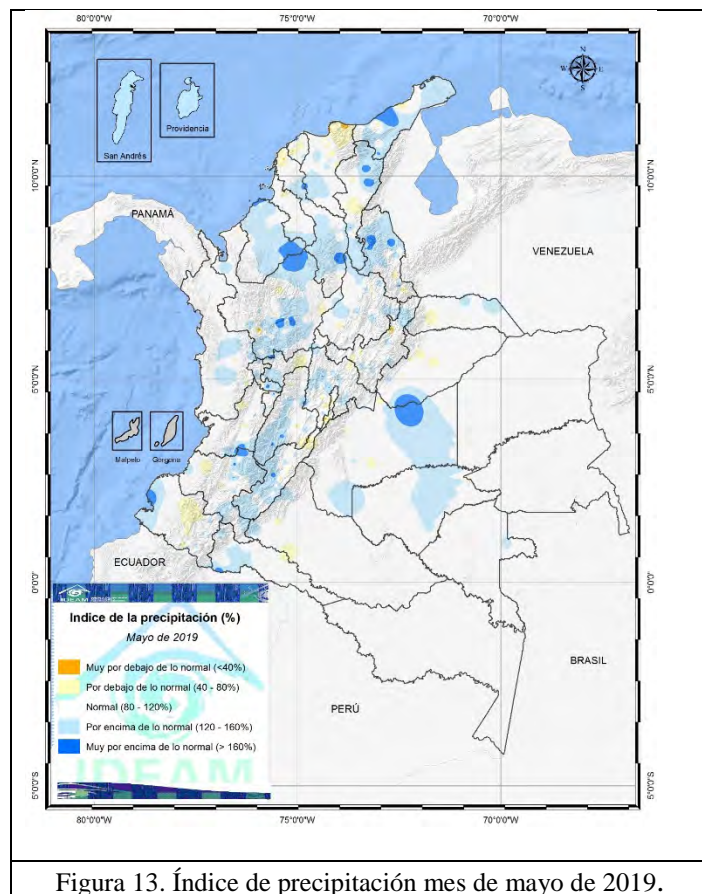 80°0'0"W 75°0'0"W 70°0'0"W
N
W E
S
San Andrés
Providencia
10°0'0"N 10°0'0"N
PANAMÁ
VENEZUELA
5°0'0"N 5°0'0"N
Malpelo Gorgona
ECUADOR
0°0'0" 0°0'0"
IDEAM
Indice de la precipitación (%)
Mayo de 2019
Muy por debajo de lo normal (<40%)
Por debajo de lo normal (40 - 80%)
Normal (80 - 120%)
Por encima de lo normal (120 - 160%)
Muy por encima de lo normal (> 160%)
IDEAM
BRASIL
PERÚ
5°0'0"S 5°0'0"S
80°0'0"W 75°0'0"W 70°0'0"W
Figura 13. Índice de precipitación mes de mayo de 2019.